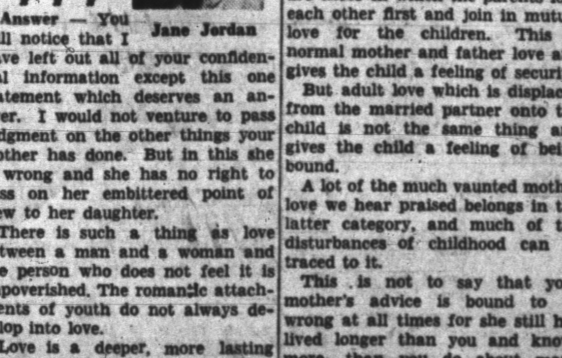 Answer — You
ll notice that I
Jane Jordan
ve left out all of your confiden-
al information except this one
atement which deserves an an-
er. I would not venture to pass
dgment on the other things your
other has done. But in this she
wrong and she has no right to
ss on her embittered point of
ew to her daughter.
There is such a thing as love
tween a man and a woman and
e person who does not feel it is
poverished. The romantic attach-
ents of youth do not always de-
lop into love.
Love is a deeper, more lasting
each other first and join in mutu
love for the children. This
normal mother and father love a
gives the child a feeling of securi
But adult love which is displac
from the married partner onto t
child is not the same thing a
gives the child a feeling of bei
bound.
A lot of the much vaunted moth
love we hear praised belongs in t
latter category, and much of t
disturbances of childhood can
traced to it.
This is not to say that yo
mother's advice is bound to
wrong at all times for she still h
lived longer than you and kno